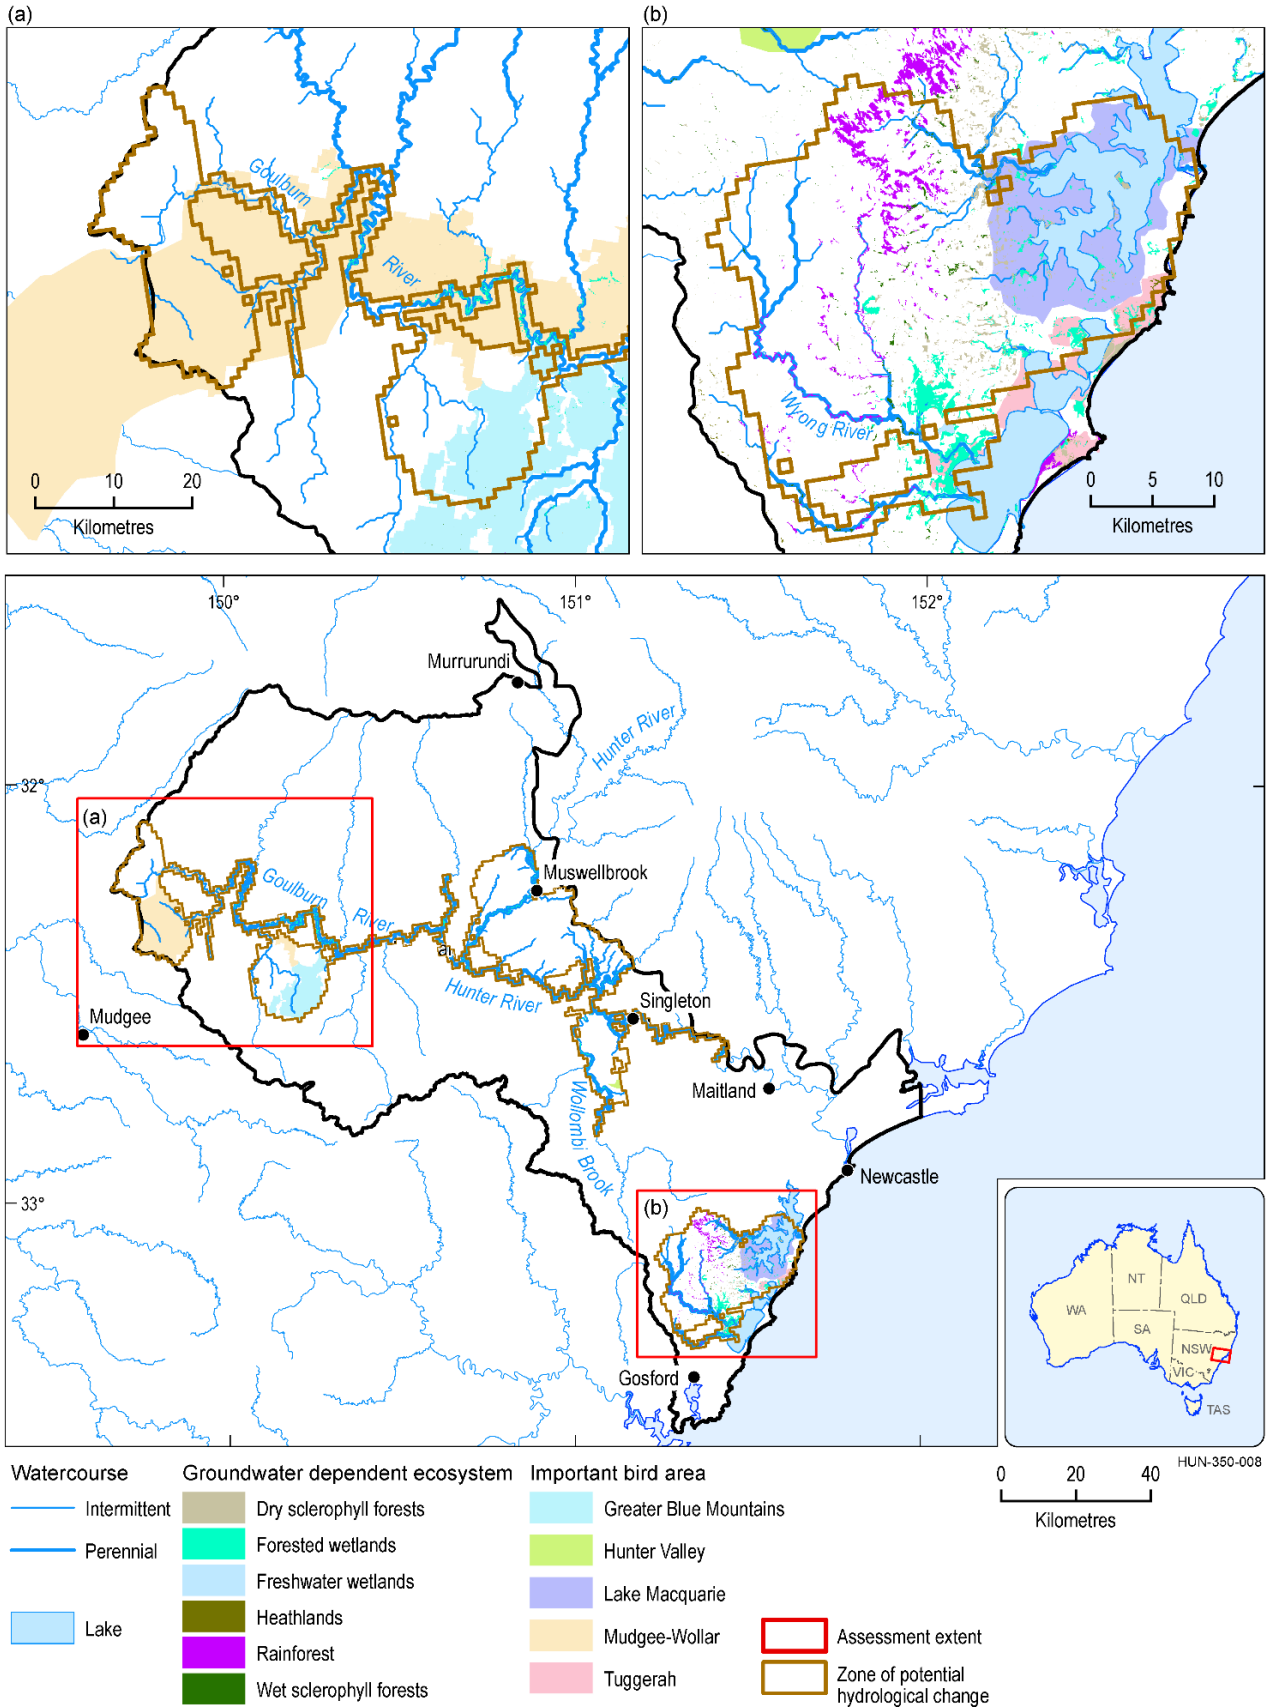 (a)
(b)
Goulburn
River
0 10 20
Kilometres
Wyong River
0 5 10
Kilometres
150°
151°
152°
Murrurundi
Hunter River
32°
(a)
Muswellbrook
Goulburn
River
Hunter River
Singleton
Mudgee
Maitland
Wollombi Brook
Newcastle
33°
(b)
Gosford
NT
WA
QLD
SA
NSW
VIC
TAS
HUN-350-008
0 20 40
Kilometres
Watercourse
Intermittent
Perennial
Lake
Groundwater dependent ecosystem
Dry sclerophyll forests
Forested wetlands
Freshwater wetlands
Heathlands
Rainforest
Wet sclerophyll forests
Important bird area
Greater Blue Mountains
Hunter Valley
Lake Macquarie
Mudgee-Wollar
Tuggerah
Assessment extent
Zone of potential
hydrological change